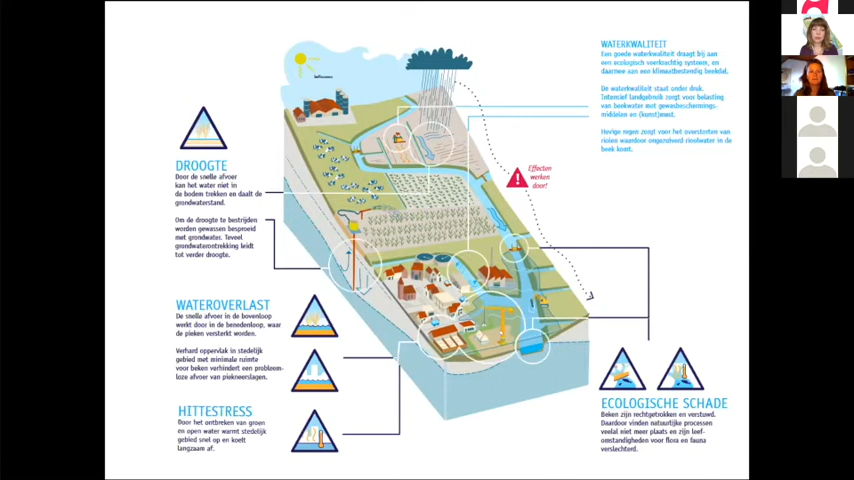 DROOGTE
Door de snelle afvoer
kan het water niet in
de bodem trekken en daalt de
grondwaterstand.
Om de droogte te bestrijden
worden gewassen besproeid
met grondwater. Teveel
grondwateronttrekking leidt
tot verder droogte.
WATEROVERLAST
De snelle afvoer in de bovenloop
werkt door in de benedenloop, waar
de pieken versterkt worden.
Verhard oppervlak in stedelijk
gebied met minimale ruimte
voor beken verhindert een probleem-
loze afvoer van piekneerslagen.
HITTESTRESS
Door het ontbreken van groen
en open water warmt stedelijk
gebied snel op en koelt
langzaam af.
Effecten
werken
door!
WATERKWALITEIT
Een goede waterkwaliteit draagt bij aan
een ecologisch veerkrachtig systeem, en
daarmee aan een klimaatbestendig beekdal.
De waterkwaliteit staat onder druk.
Intensief landgebruik zorgt voor belasting
van beekwater met gewasbeschermings-
middelen en (kunst)mest.
Hevige regen zorgt voor het overstorten van
riolen waardoor ongezuiverd rioolwater in de
beek komt.
ECOLOGISCHE SCHADE
Beken zijn rechtgetrokken en verstuwd.
Daardoor vinden natuurlijke processen
veelal niet meer plaats en zijn leef-
omstandigheden voor flora en fauna
verslechterd.